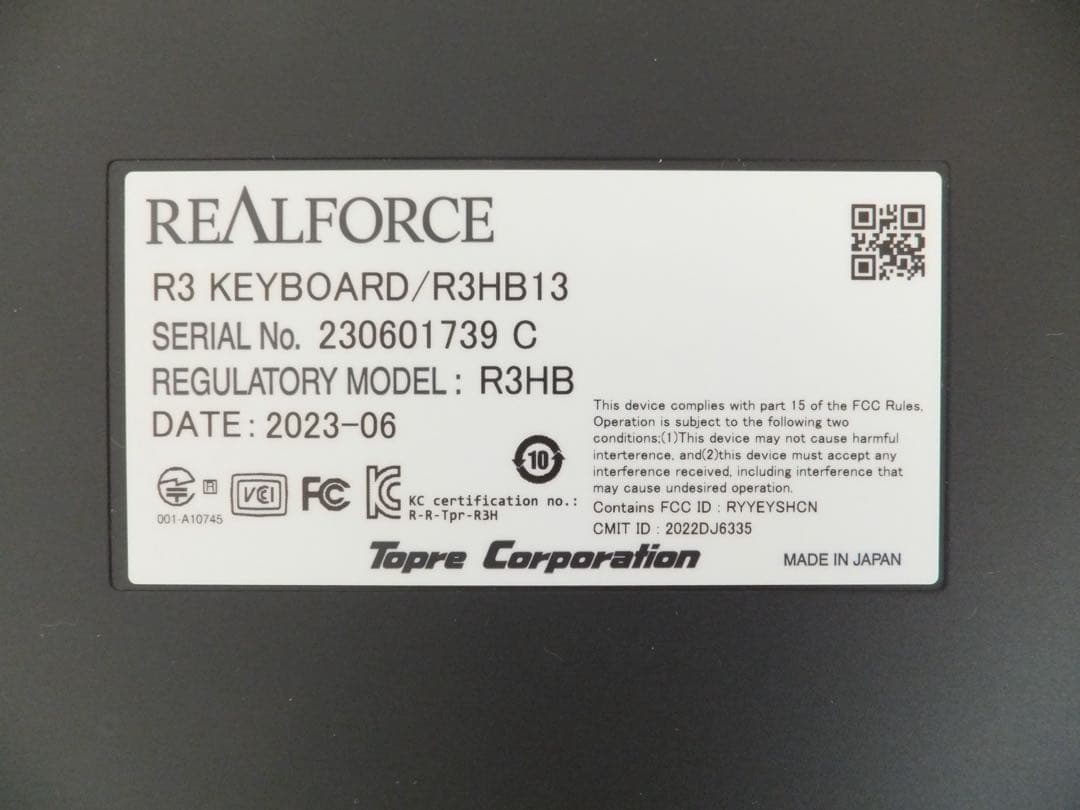 REALFORCE
R3 KEYBOARD/R3HB13
SERIAL No. 230601739 C
REGULATORY MODEL: R3HB
DATE: 2023-06
This device complies with part 15 of the FCC Rules.
Operation is subject to the following two
conditions:(1)This device may not cause harmful
interterence, and(2)this device must accept any
interference received, including interference that
may cause undesired operation.
Contains FCC ID : RYYEYSHCN
CMIT ID : 2022DJ6335
R
001-A10745
VCI
FC
KC
KC certification no.:
R-R-Tpr-R3H
10
Topre Corporation
MADE IN JAPAN